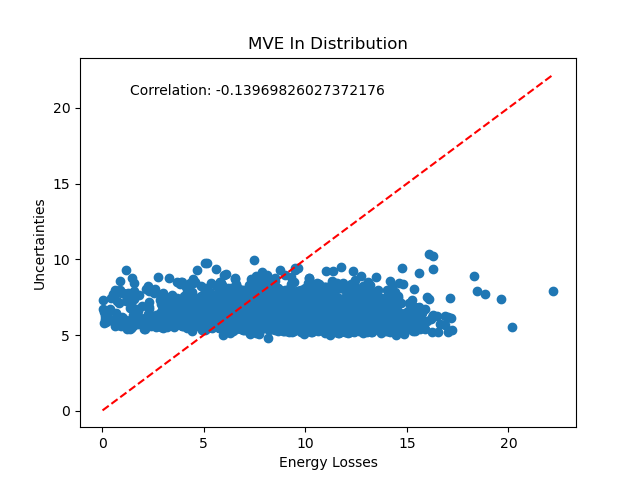 MVE In Distribution
Correlation: -0.13969826027372176
20
15
10
5
0
Uncertainties
0 5 10 15 20
Energy Losses